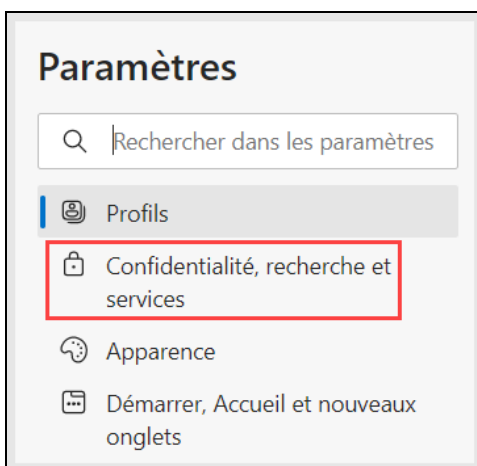 Paramètres
Rechercher dans les paramètres
Profils
Confidentialité, recherche et
services
Apparence
Démarrer, Accueil et nouveaux
onglets